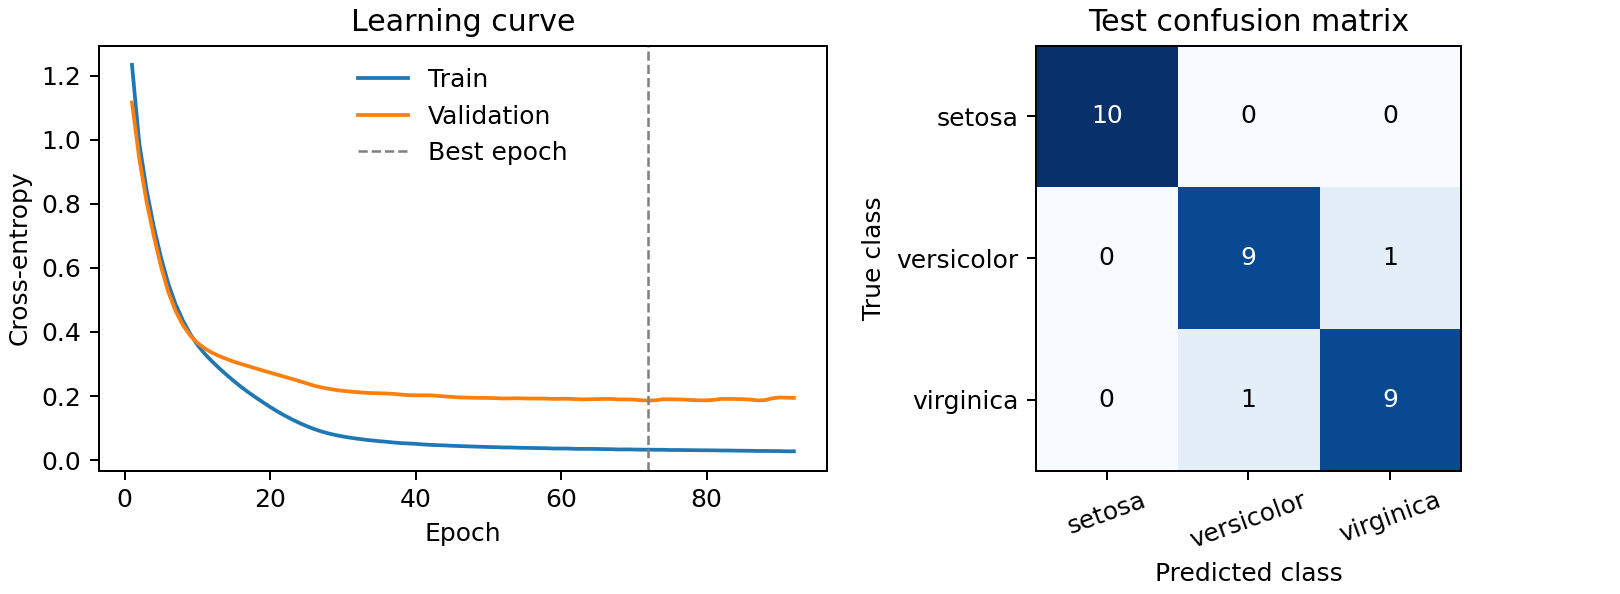 Learning curve
Cross-entropy
1.2
1.0
0.8
0.6
0.4
0.2
0.0
Train
Validation
Best epoch
0 20 40 60 80
Epoch
Test confusion matrix
True class
setosa 10 0 0
versicolor 0 9 1
virginica 0 1 9
setosa versicolor virginica
Predicted class